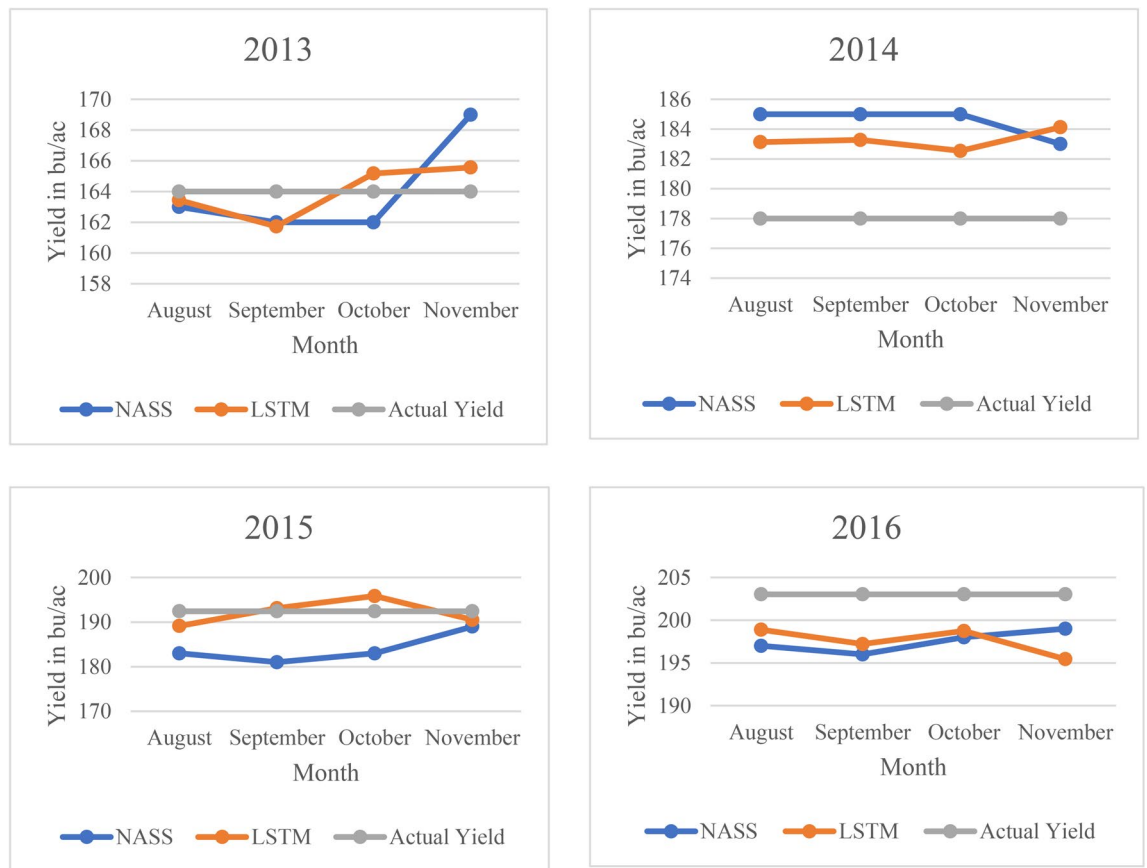 2013
170
168
166
164
162
160
158
Yield in bu/ac
August September October November
Month
NASS LSTM Actual Yield
2014
186
184
182
180
178
176
174
Yield in bu/ac
August September October November
Month
NASS LSTM Actual Yield
2015
200
190
180
170
Yield in bu/ac
August September October November
Month
NASS LSTM Actual Yield
2016
205
200
195
190
Yield in bu/ac
August September October November
Month
NASS LSTM Actual Yield